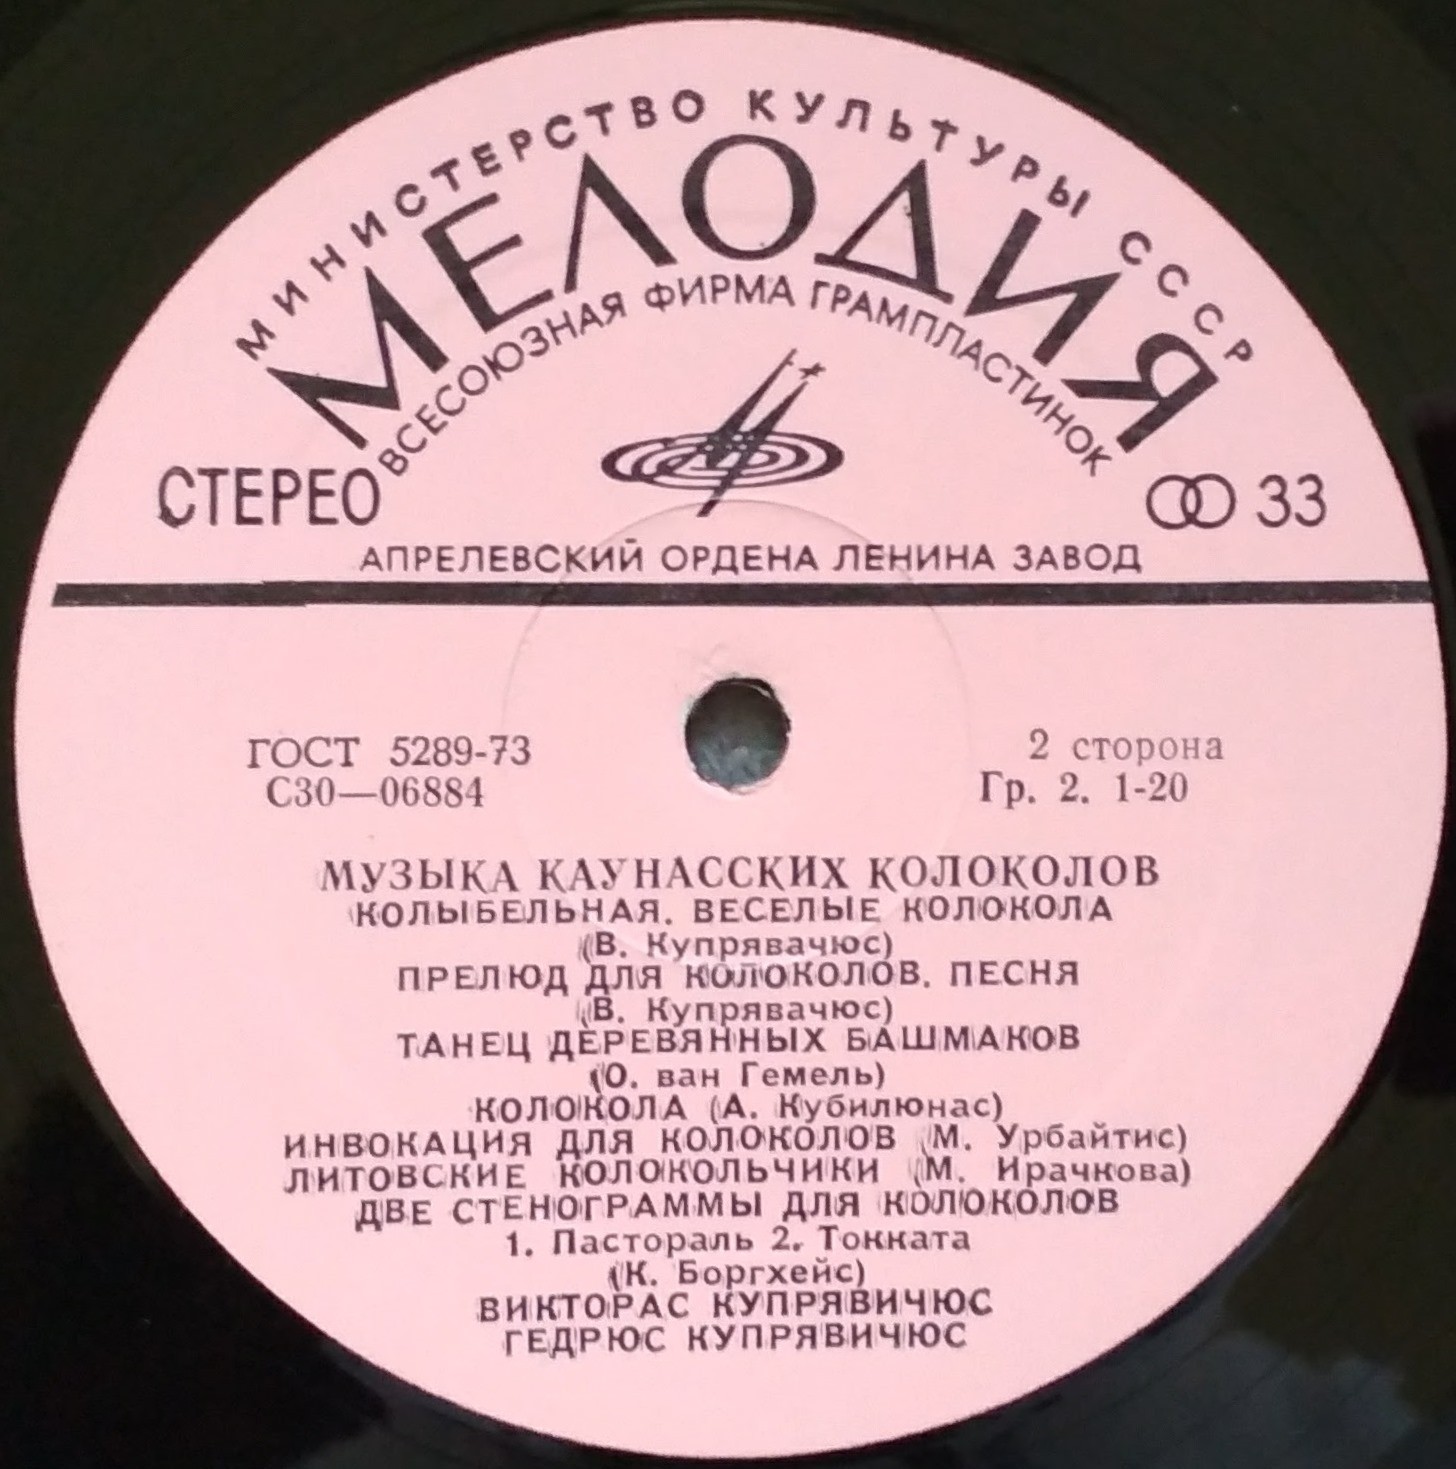 МИНИСТЕРСТВО КУЛЬТУРЫ СССР
МЕЛОДИЯ
ВСЕСОЮЗНАЯ ФИРМА ГРАМПЛАСТИНОК
СТЕРЕО
33
АПРЕЛЕВСКИЙ ОРДЕНА ЛЕНИНА ЗАВОД
ГОСТ 5289-73
2 сторона
С30—06884
Гр. 2. 1-20
МУЗЫКА КАУНАССКИХ КОЛОКОЛОВ
КОЛЫБЕЛЬНАЯ. ВЕСЕЛЫЕ КОЛОКОЛА
(В. Купрявачюс)
ПРЕЛЮД ДЛЯ КОЛОКОЛОВ. ПЕСНЯ
(В. Купрявачюс)
ТАНЕЦ ДЕРЕВЯННЫХ БАШМАКОВ
(О. ван Гемель)
КОЛОКОЛА (А. Кубилюнас)
ИНВОКАЦИЯ ДЛЯ КОЛОКОЛОВ (М. Урбайтис)
ЛИТОВСКИЕ КОЛОКОЛЬЧИКИ (М. Ирачкова)
ДВЕ СТЕНОГРАММЫ ДЛЯ КОЛОКОЛОВ
1. Пастораль 2. Токката
(К. Боргхейс)
ВИКТОРАС КУПРЯВИЧЮС
ГЕДРЮС КУПРЯВИЧЮС